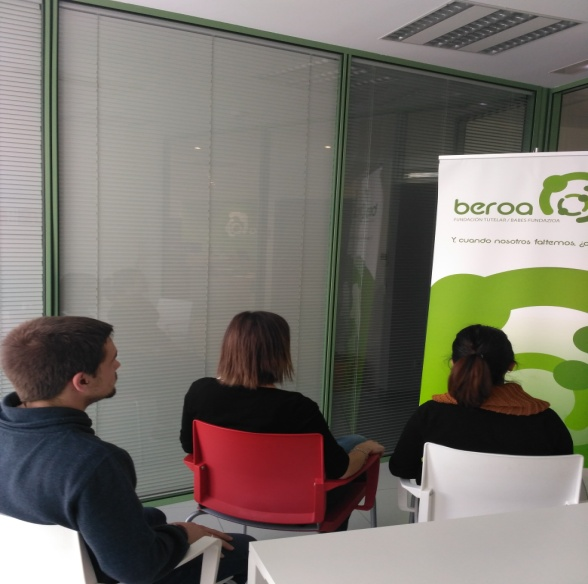 beroa
FUNDACIÓN TUTELAR / BABES FUNDAZIOA
Y, cuando nosotros faltemos, ¿